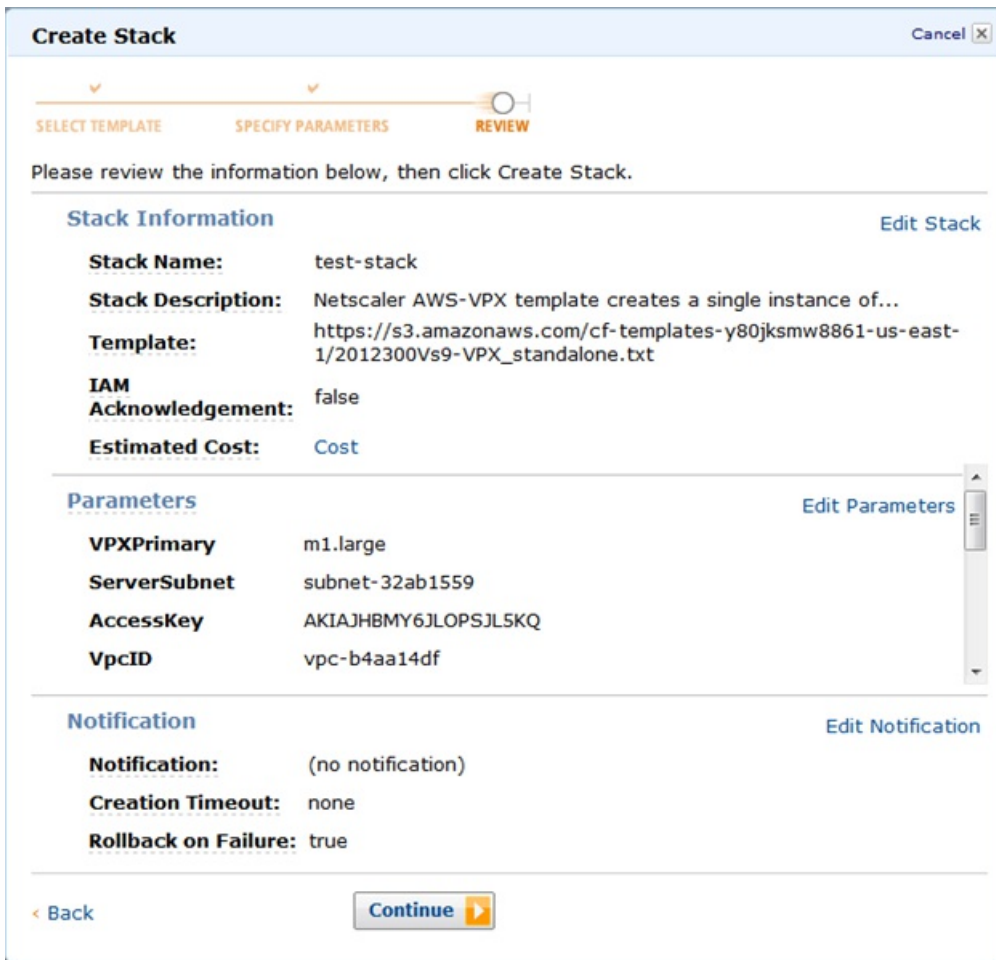 Create Stack
Cancel
SELECT TEMPLATE
SPECIFY PARAMETERS
REVIEW
Please review the information below, then click Create Stack.
Stack Information
Edit Stack
Stack Name: test-stack
Stack Description: Netscaler AWS-VPX template creates a single instance of...
Template: https://s3.amazonaws.com/cf-templates-y80jksmw8861-us-east-
1/2012300Vs9-VPX_standalone.txt
IAM
Acknowledgement: false
Estimated Cost: Cost
Parameters
Edit Parameters
VPXPrimary m1.large
ServerSubnet subnet-32ab1559
AccessKey AKIAJHBMY6JLOPSJL5KQ
VpcID vpc-b4aa14df
Notification
Edit Notification
Notification: (no notification)
Creation Timeout: none
Rollback on Failure: true
‹ Back
Continue